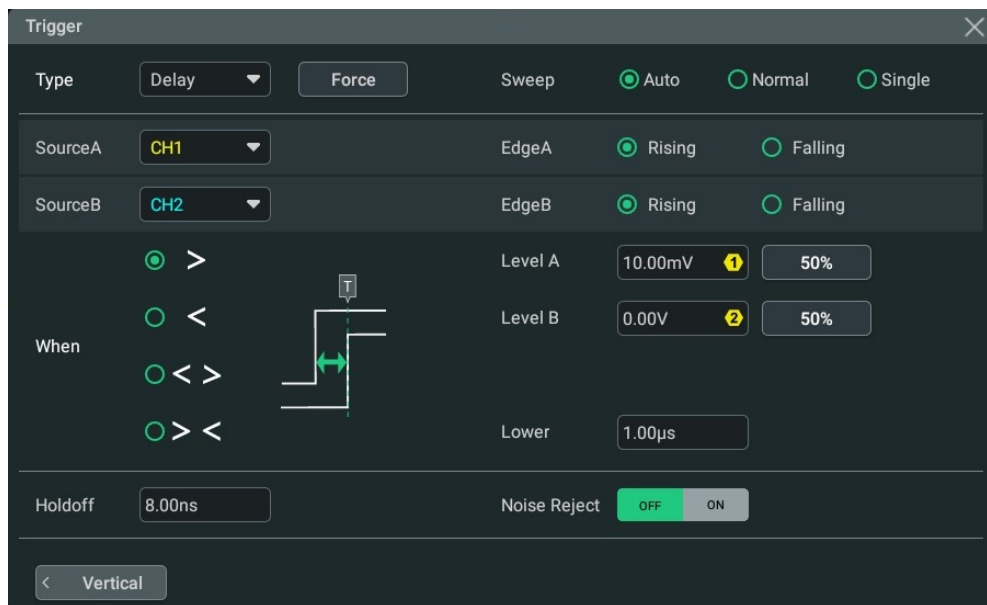 Trigger
Type Delay Force Sweep Auto Normal Single
SourceA CH1 EdgeA Rising Falling
SourceB CH2 EdgeB Rising Falling
> Level A 10.00mV 1 50%
T
< Level B 0.00V 2 50%
When
< >
> < Lower 1.00µs
Holdoff 8.00ns Noise Reject OFF ON
< Vertical